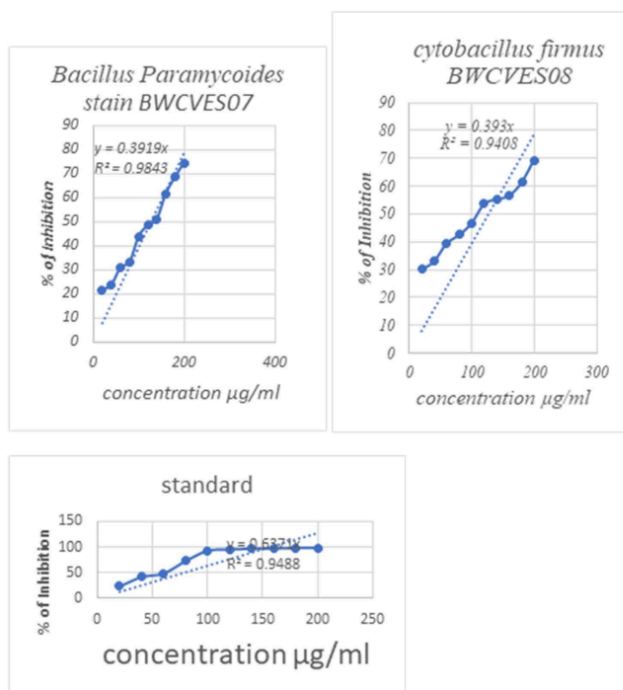 Bacillus Paramycoides
stain BWCVES07
90
80
70
60
50
40
30
20
10
0
% of Inhibition
y = 0.3919x
R² = 0.9843
0
200
400
concentration µg/ml
cytobacillus firmus
BWCVES08
90
80
70
60
50
40
30
20
10
0
% of Inhibition
y = 0.393x
R² = 0.9408
0
100
200
300
concentration µg/ml
standard
150
100
50
0
% of Inhibition
y = 0.6371x
R² = 0.9488
0
50
100
150
200
250
concentration µg/ml